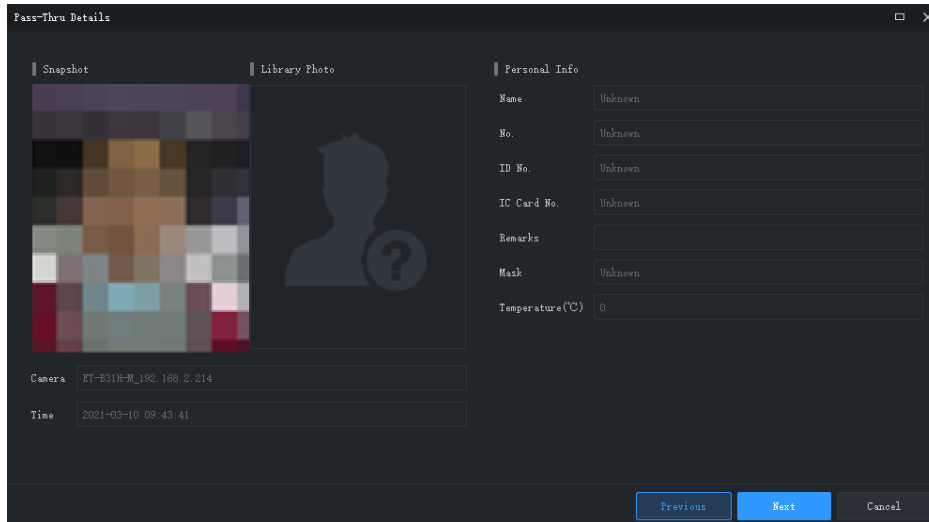 Pass-Thru Details
Snapshot
Library Photo
Personal Info
Name Unknown
No. Unknown
ID No. Unknown
IC Card No. Unknown
Remarks
Mask Unknown
Temperature(℃) 0
Camera ET-B31H-M_192.168.2.214
Time 2021-03-10 09:43:41
Previous Next Cancel